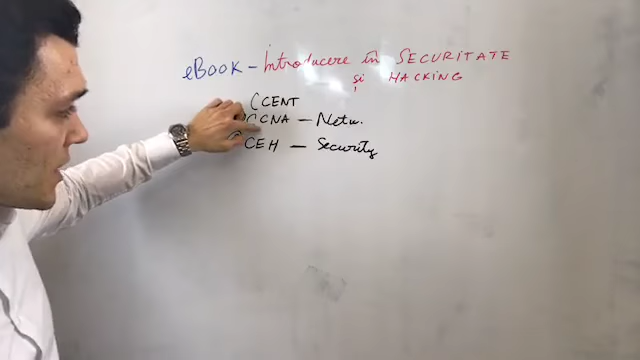 eBOOK - Introducere în SECURITATE
și HACKING
CCENT
CCNA - Netw.
CEH - Security